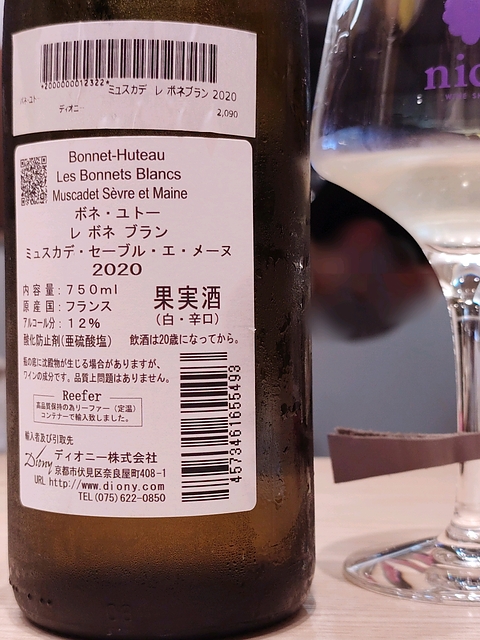 *2000000012322*
ミュスカデ レ ボネブラン 2020
ボネ・ユトー
ディオニー
2,090
Bonnet-Huteau
Les Bonnets Blancs
Muscadet Sèvre et Maine
ボネ・ユトー
レ ボネ ブラン
ミュスカデ・セーブル・エ・メーヌ
2020
内容量:750ml
原産国:フランス
アルコール分:12%
果実酒
(白・辛口)
酸化防止剤(亜硫酸塩) 飲酒は20歳になってから。
瓶の底に沈殿物が生じる場合がありますが、
ワインの成分です。品質上問題はありません。
Reefer
高品質保持の為リーファー(定温)
コンテナーで輸入致しました。
輸入者及び引取先
Diony ディオニー株式会社
京都市伏見区奈良屋町408-1
URL http://www.diony.com
TEL (075) 622-0850
4573461655493